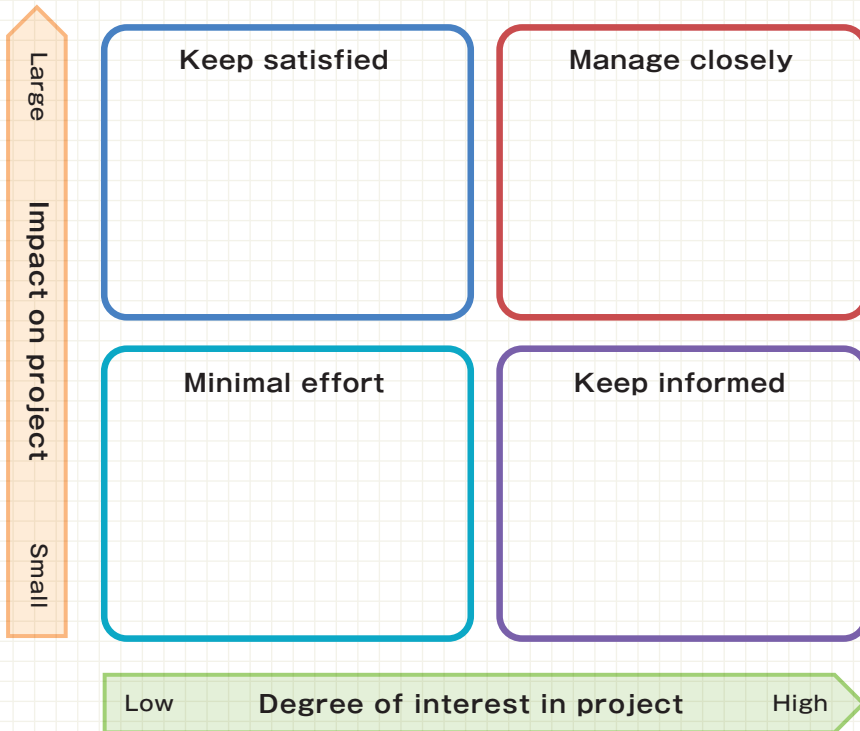 Large
Impact on project
Small
Keep satisfied
Manage closely
Minimal effort
Keep informed
Low
Degree of interest in project
High